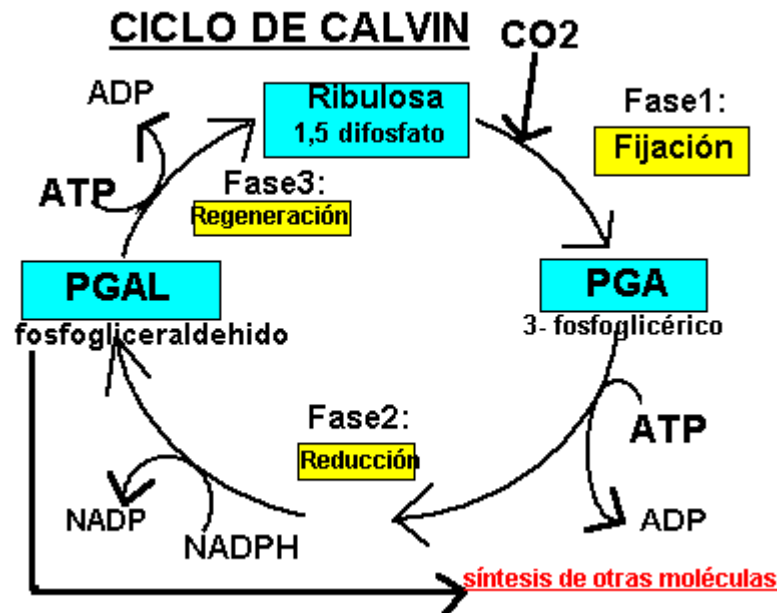 CICLO DE CALVIN
CO2
ADP
Ribulosa
1,5 difosfato
Fase1:
Fijación
ATP
Fase3:
Regeneración
PGAL
fosfogliceraldehido
PGA
3- fosfoglicérico
Fase2:
Reducción
ATP
NADP
NADPH
ADP
síntesis de otras moléculas